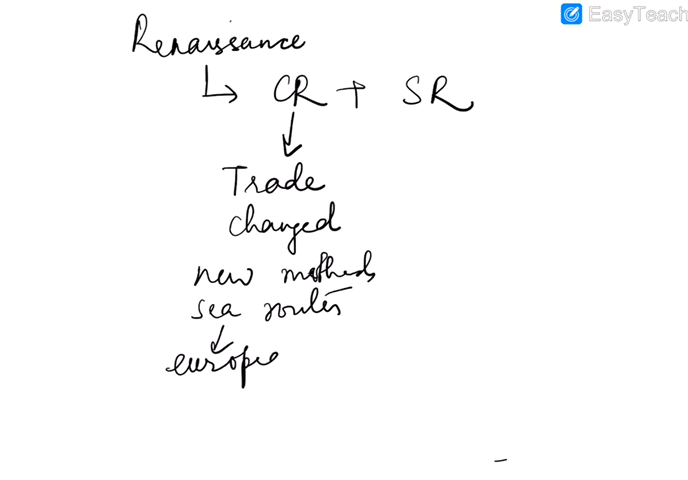 EasyTeach
Renaissance
↳ CR + SR
↓
Trade
changed
new methods
sea routes
↓
europe